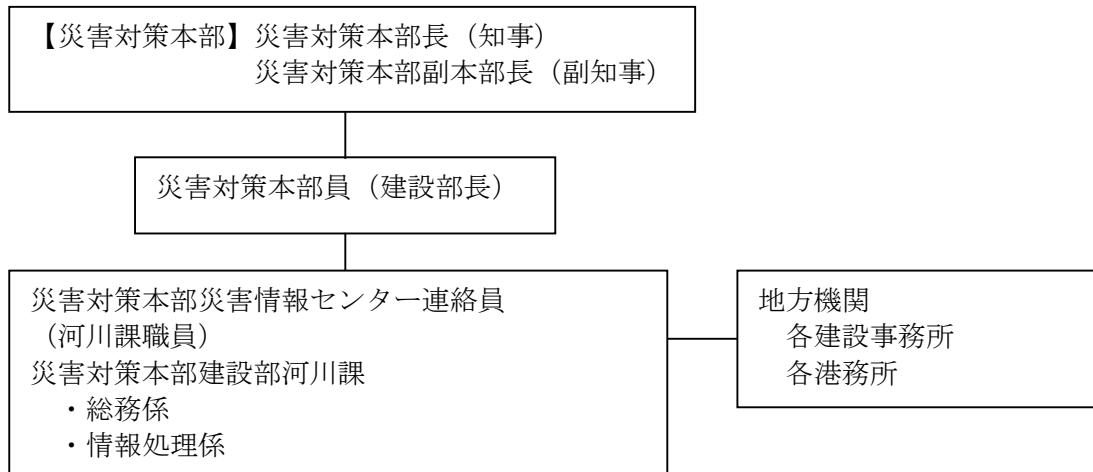 【災害対策本部】災害対策本部長（知事）
災害対策本部副本部長（副知事）
災害対策本部員（建設部長）
災害対策本部災害情報センター連絡員
（河川課職員）
災害対策本部建設部河川課
・総務係
・情報処理係
地方機関
各建設事務所
各港務所